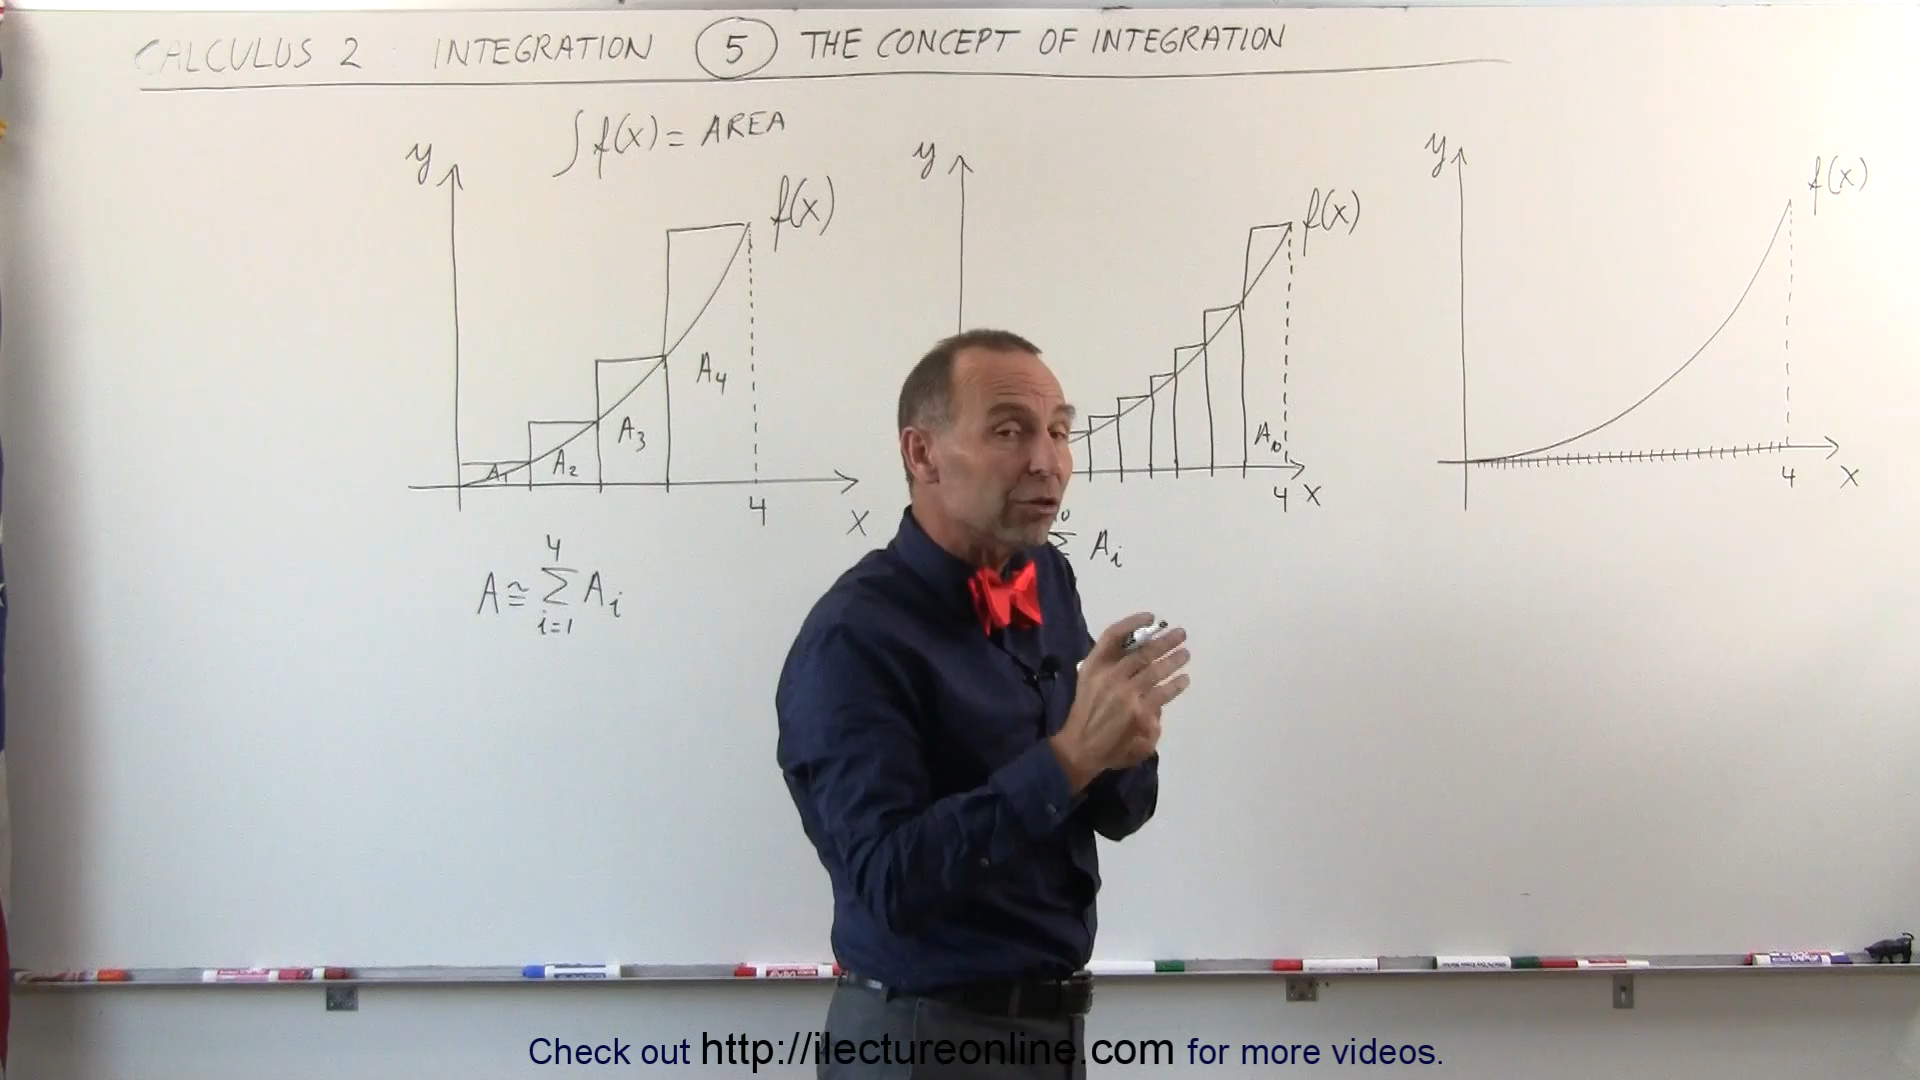 CALCULUS 2 INTEGRATION 5 THE CONCEPT OF INTEGRATION
∫ f(x) = AREA
y
f(x)
A1
A2
A3
A4
4
x
A ≅ 4 Σ i=1 Ai
y
f(x)
4
x
Σ Ai
y
f(x)
4
x
Check out http://ilectureonline.com for more videos.